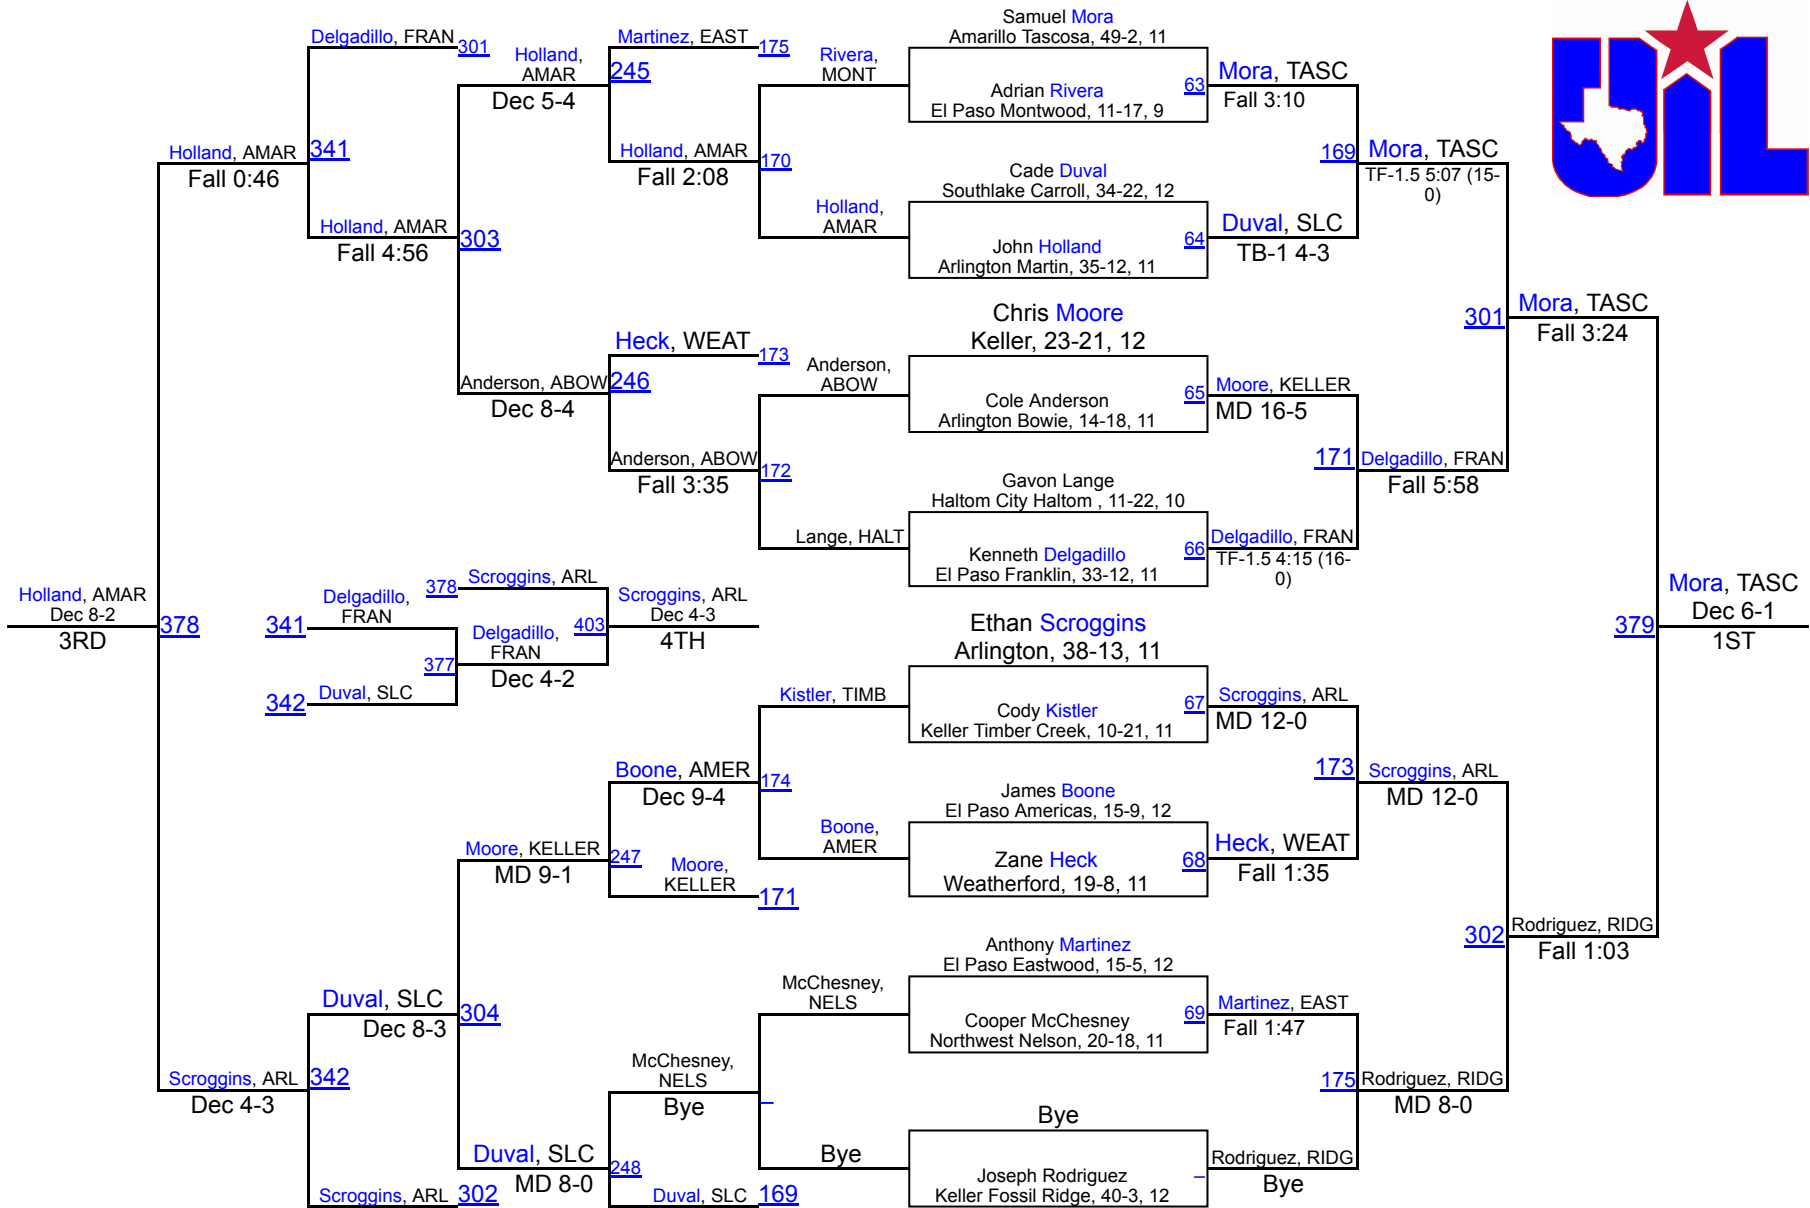 Delgadillo, FRAN 301
Holland,
AMAR
Dec 5-4
Martinez, EAST 175
245
Rivera,
MONT
Holland, AMAR
Fall 2:08
170
Holland,
AMAR
Holland, AMAR
Fall 0:46
341
Holland, AMAR
Fall 4:56
303
Heck, WEAT 173
Anderson, ABOW
Dec 8-4
246
Anderson,
ABOW
Anderson, ABOW
Fall 3:35
172
Lange, HALT
Samuel Mora
Amarillo Tascosa, 49-2, 11
Adrian Rivera
El Paso Montwood, 11-17, 9
63
Mora, TASC
Fall 3:10
Cade Duval
Southlake Carroll, 34-22, 12
John Holland
Arlington Martin, 35-12, 11
64
Duval, SLC
TB-1 4-3
169
Mora, TASC
TF-1.5 5:07 (15-
0)
UIL
Chris Moore
Keller, 23-21, 12
Cole Anderson
Arlington Bowie, 14-18, 11
65
Moore, KELLER
MD 16-5
Gavon Lange
Haltom City Haltom , 11-22, 10
Kenneth Delgadillo
El Paso Franklin, 33-12, 11
66
Delgadillo, FRAN
TF-1.5 4:15 (16-
0)
171
Delgadillo, FRAN
Fall 5:58
301
Mora, TASC
Fall 3:24
Holland, AMAR
Dec 8-2
3RD
378
341
Delgadillo,
FRAN
342
Duval, SLC
377
378
Scroggins, ARL
Delgadillo,
FRAN
Dec 4-2
403
Scroggins, ARL
Dec 4-3
4TH
379
Mora, TASC
Dec 6-1
1ST
Ethan Scroggins
Arlington, 38-13, 11
Cody Kistler
Keller Timber Creek, 10-21, 11
67
Scroggins, ARL
MD 12-0
James Boone
El Paso Americas, 15-9, 12
Zane Heck
Weatherford, 19-8, 11
68
Heck, WEAT
Fall 1:35
173
Scroggins, ARL
MD 12-0
Kistler, TIMB
Boone, AMER
Dec 9-4
174
Boone,
AMER
Moore, KELLER
MD 9-1
247
Moore,
KELLER
171
Anthony Martinez
El Paso Eastwood, 15-5, 12
Cooper McChesney
Northwest Nelson, 20-18, 11
69
Martinez, EAST
Fall 1:47
Bye
Joseph Rodriguez
Keller Fossil Ridge, 40-3, 12
–
Rodriguez, RIDG
Bye
175
Rodriguez, RIDG
MD 8-0
302
Rodriguez, RIDG
Fall 1:03
Duval, SLC
Dec 8-3
304
McChesney,
NELS
McChesney,
NELS
Bye
–
Bye
Scroggins, ARL
Dec 4-3
342
Duval, SLC
MD 8-0
248
Scroggins, ARL 302
Duval, SLC 169